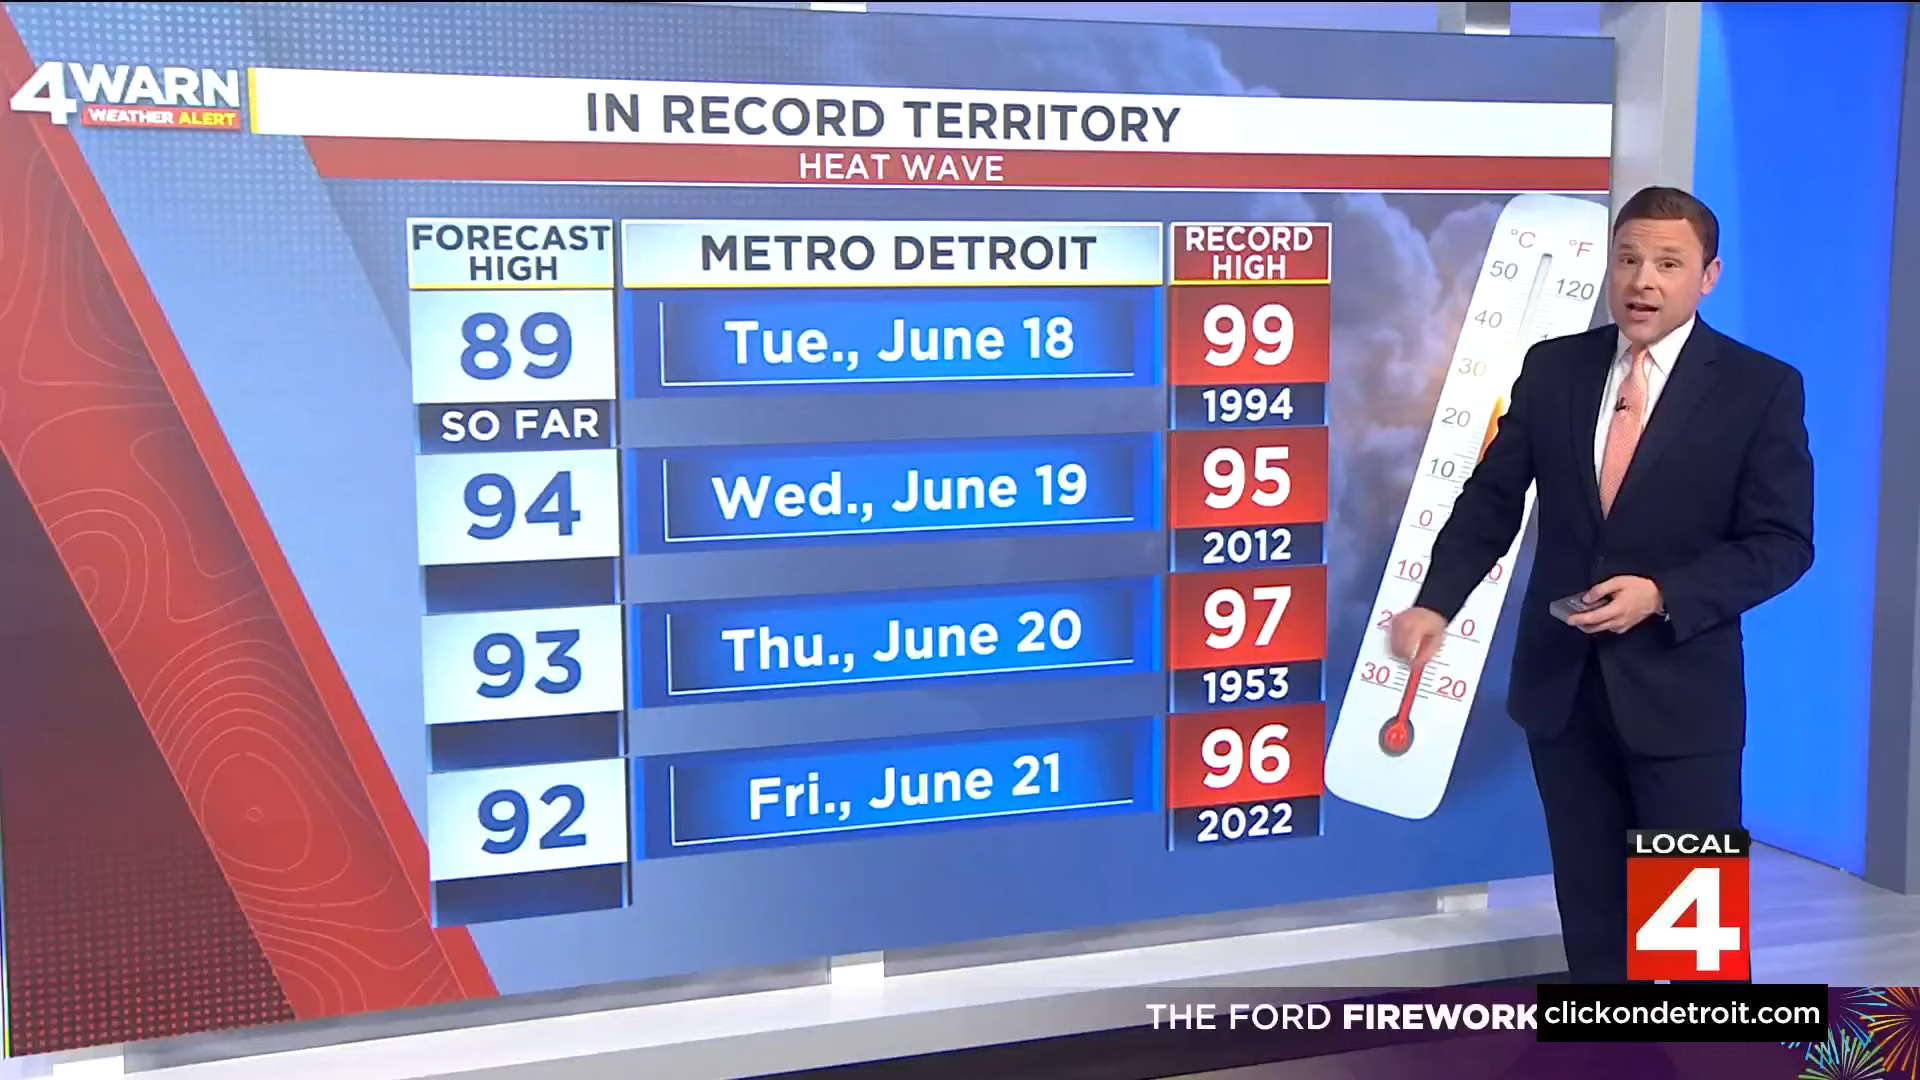 4WARN
WEATHER ALERT
IN RECORD TERRITORY
HEAT WAVE
FORECAST
HIGH
METRO DETROIT
RECORD
HIGH
89
Tue., June 18
99
SO FAR
1994
94
Wed., June 19
95
2012
93
Thu., June 20
97
1953
92
Fri., June 21
96
2022
°C °F
50
120
40
30
20
10
0
10
0
30
20
LOCAL
4
THE FORD FIREWORK
clickondetroit.com